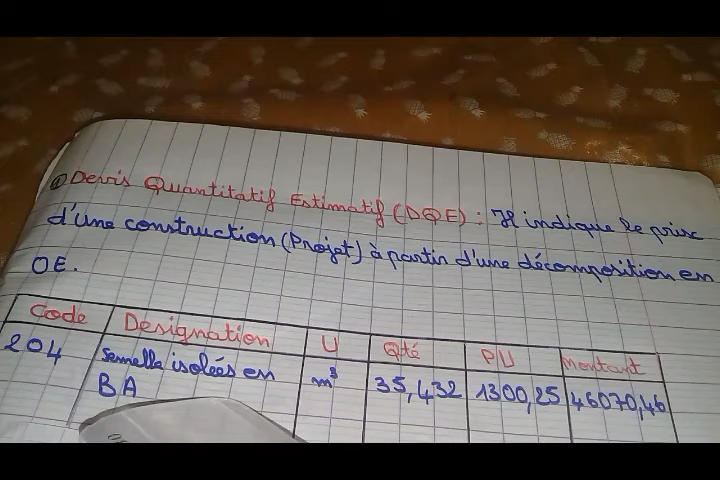 ① Devis Quantitatif Estimatif (DQE) : Il indique le prix
d'une construction (Projet) à partir d'une décomposition en
OE.
Code Désignation U Qté PU Montant
204 Semelle isolées en BA m³ 35,432 1300,25 46070,46